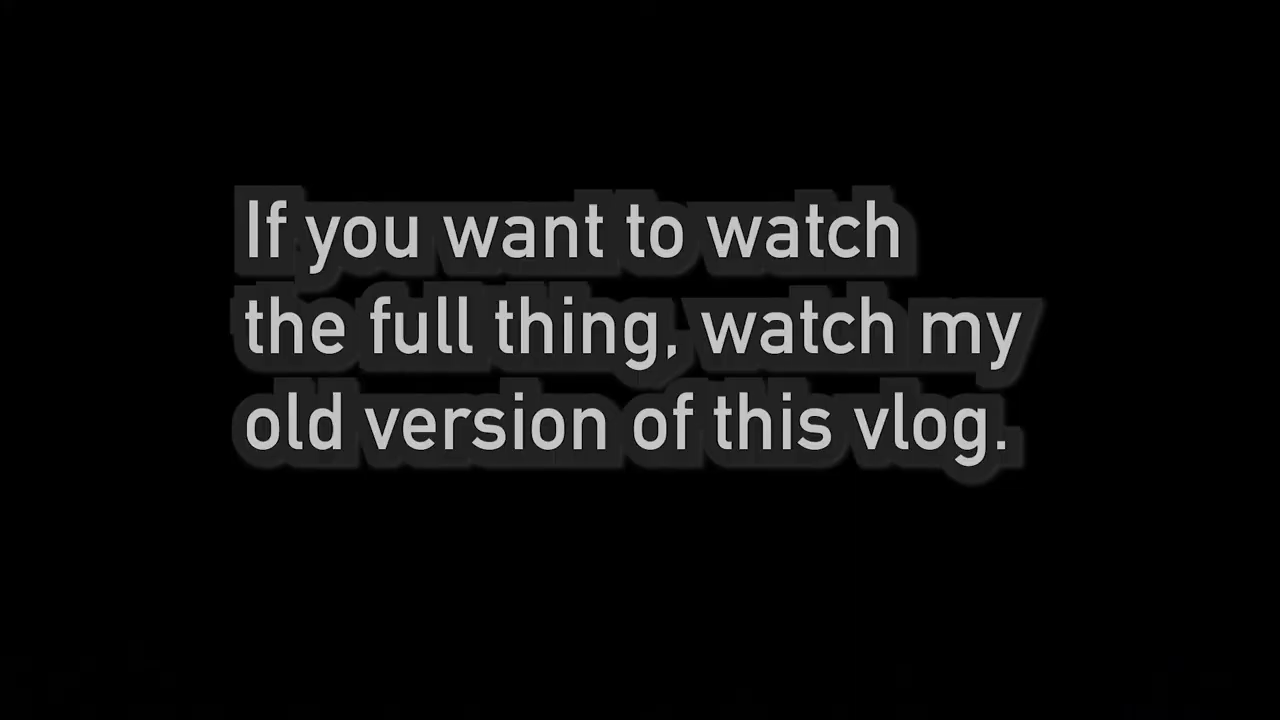 If you want to watch
the full thing, watch my
old version of this vlog.